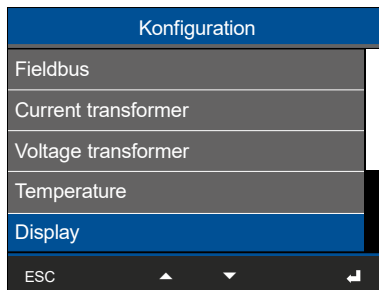 Konfiguration
Fieldbus
Current transformer
Voltage transformer
Temperature
Display
ESC